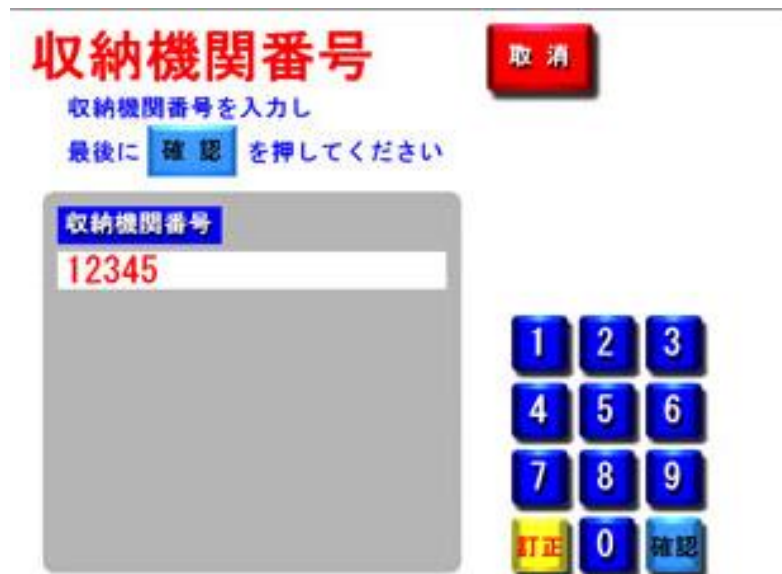 収納機関番号
取消
収納機関番号を入力し
最後に 確認 を押してください
収納機関番号
12345
1 2 3
4 5 6
7 8 9
訂正 0 確認